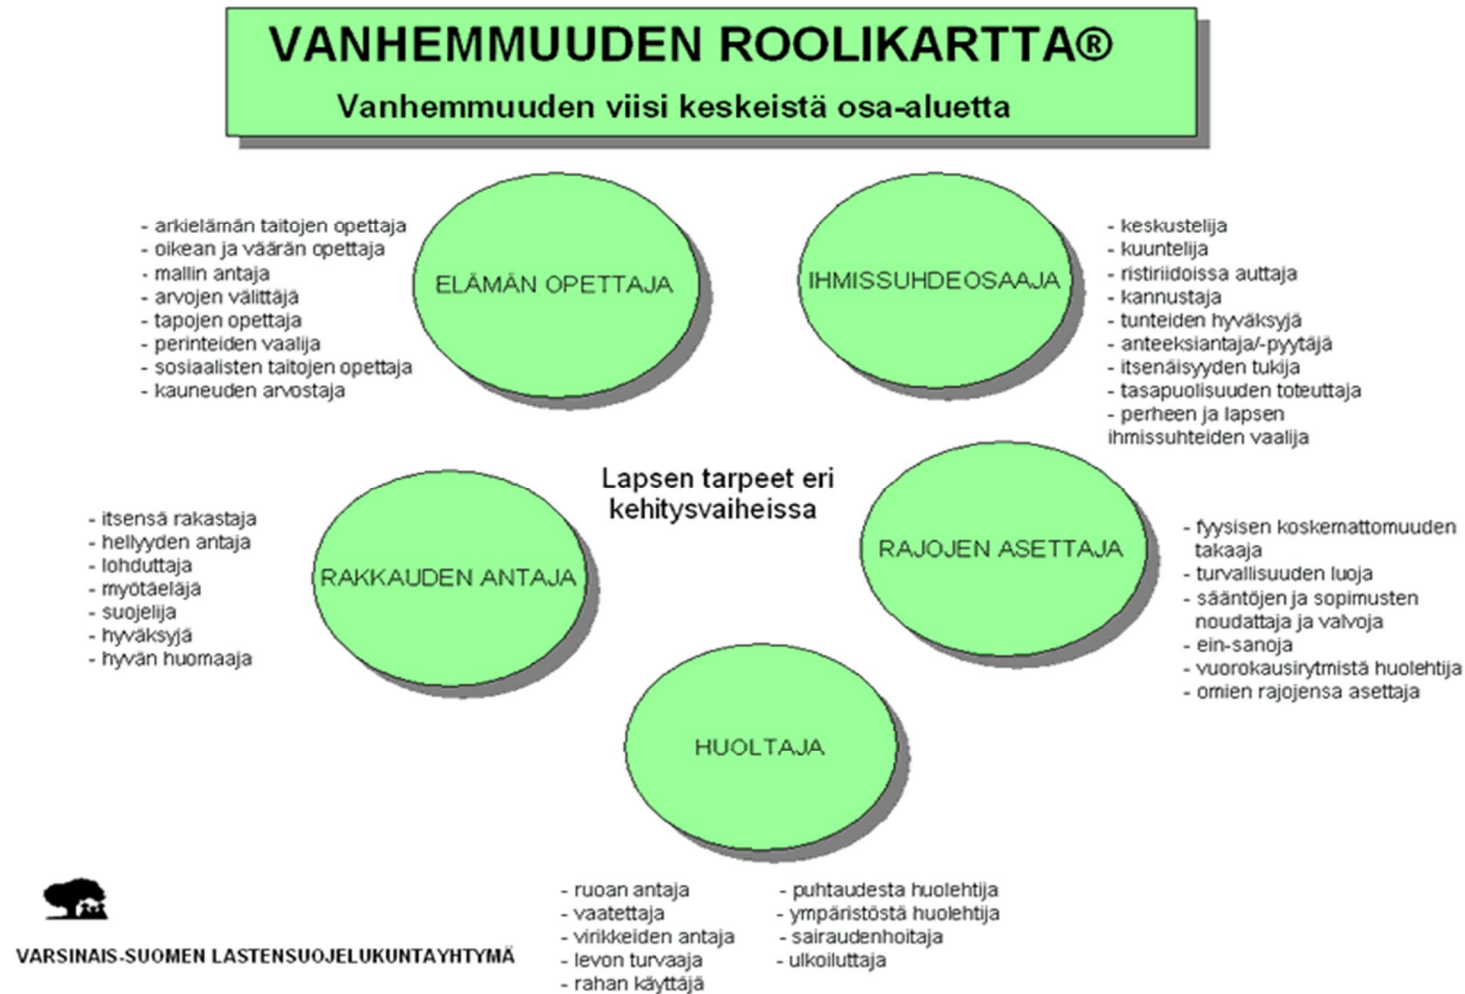 VANHEMMUUDEN ROOLIKARTTA®
Vanhemmuuden viisi keskeistä osa-aluetta
- arkielämän taitojen opettaja
- oikean ja väärän opettaja
- mallin antaja
- arvojen välittäjä
- tapojen opettaja
- perinteiden vaalija
- sosiaalisten taitojen opettaja
- kauneuden arvostaja
ELÄMÄN OPETTAJA
IHMISSUHDEOSAAJA
- keskustelija
- kuuntelija
- ristiriidoissa auttaja
- kannustaja
- tunteiden hyväksyjä
- anteeksiantaja/-pyytäjä
- itsenäisyyden tukija
- tasapuolisuuden toteuttaja
- perheen ja lapsen
ihmissuhteiden vaalija
Lapsen tarpeet eri
kehitysvaiheissa
- itsensä rakastaja
- hellyyden antaja
- lohduttaja
- myötäeläjä
- suojelija
- hyväksyjä
- hyvän huomaaja
RAKKAUDEN ANTAJA
RAJOJEN ASETTAJA
- fyysisen koskemattomuuden
takaaja
- turvallisuuden luoja
- sääntöjen ja sopimusten
noudattaja ja valvoja
- ein-sanoja
- vuorokausirytmistä huolehtija
- omien rajojensa asettaja
HUOLTAJA
- ruoan antaja
- vaatettaja
- virikkeiden antaja
- levon turvaaja
- rahan käyttäjä
- puhtaudesta huolehtija
- ympäristöstä huolehtija
- sairaudenhoitaja
- ulkoiluttaja
VARSINAIS-SUOMEN LASTENSUOJELUKUNTAYHTYMÄ